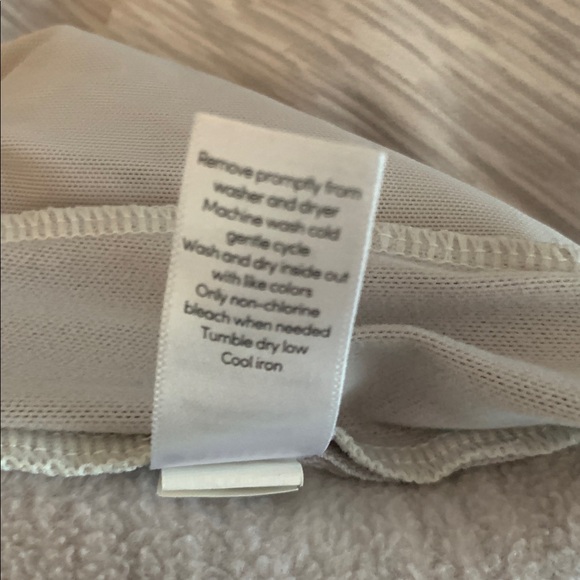 Remove promptly from
washer and dryer
Machine wash cold
gentle cycle
Wash and dry inside out
with like colors
Only non-chlorine
bleach when needed
Tumble dry low
Cool iron